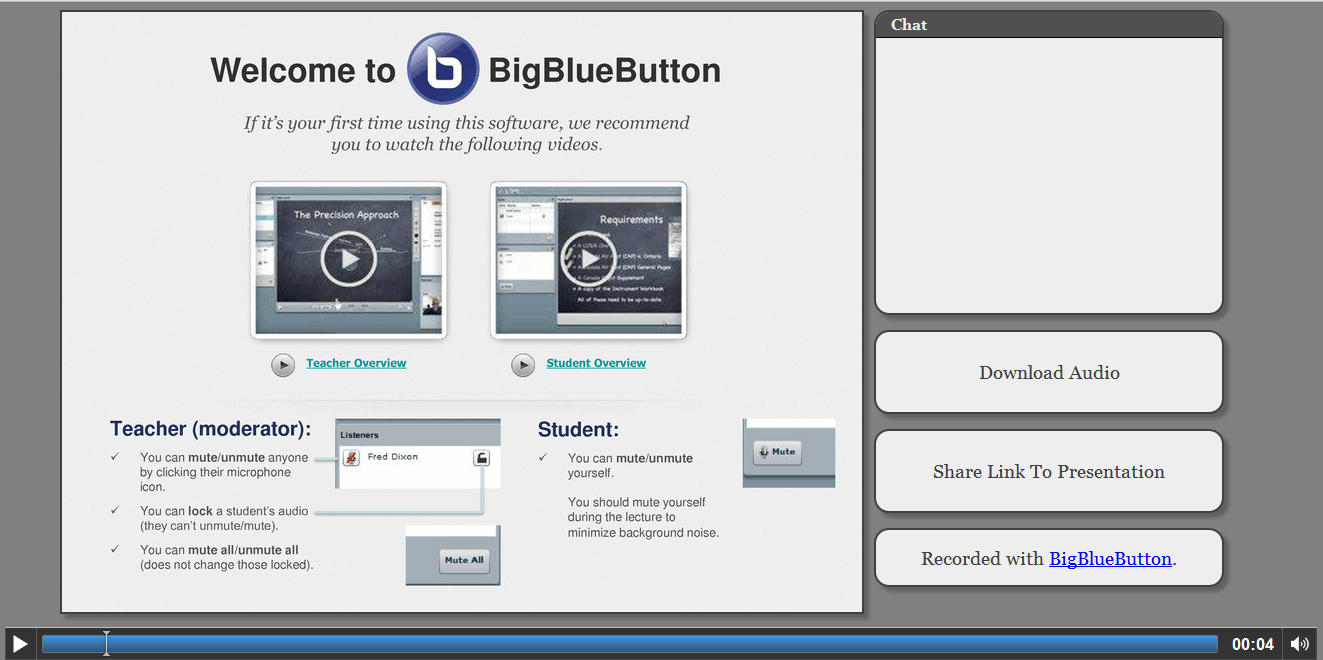 Welcome to b BigBlueButton
If it's your first time using this software, we recommend
you to watch the following videos.
The Precision Approach
Requirements
A copy of the Instrument Workbook
All of these need to be up-to-date.
Teacher Overview
Student Overview
Teacher (moderator):
✓ You can mute/unmute anyone
by clicking their microphone
icon.
✓ You can lock a student's audio
(they can't unmute/mute).
✓ You can mute all/unmute all
(does not change those locked).
Listeners
Fred Dixon
Mute All
Student:
✓ You can mute/unmute
yourself.
You should mute yourself
during the lecture to
minimize background noise.
Mute
Chat
Download Audio
Share Link To Presentation
Recorded with BigBlueButton.
00:04